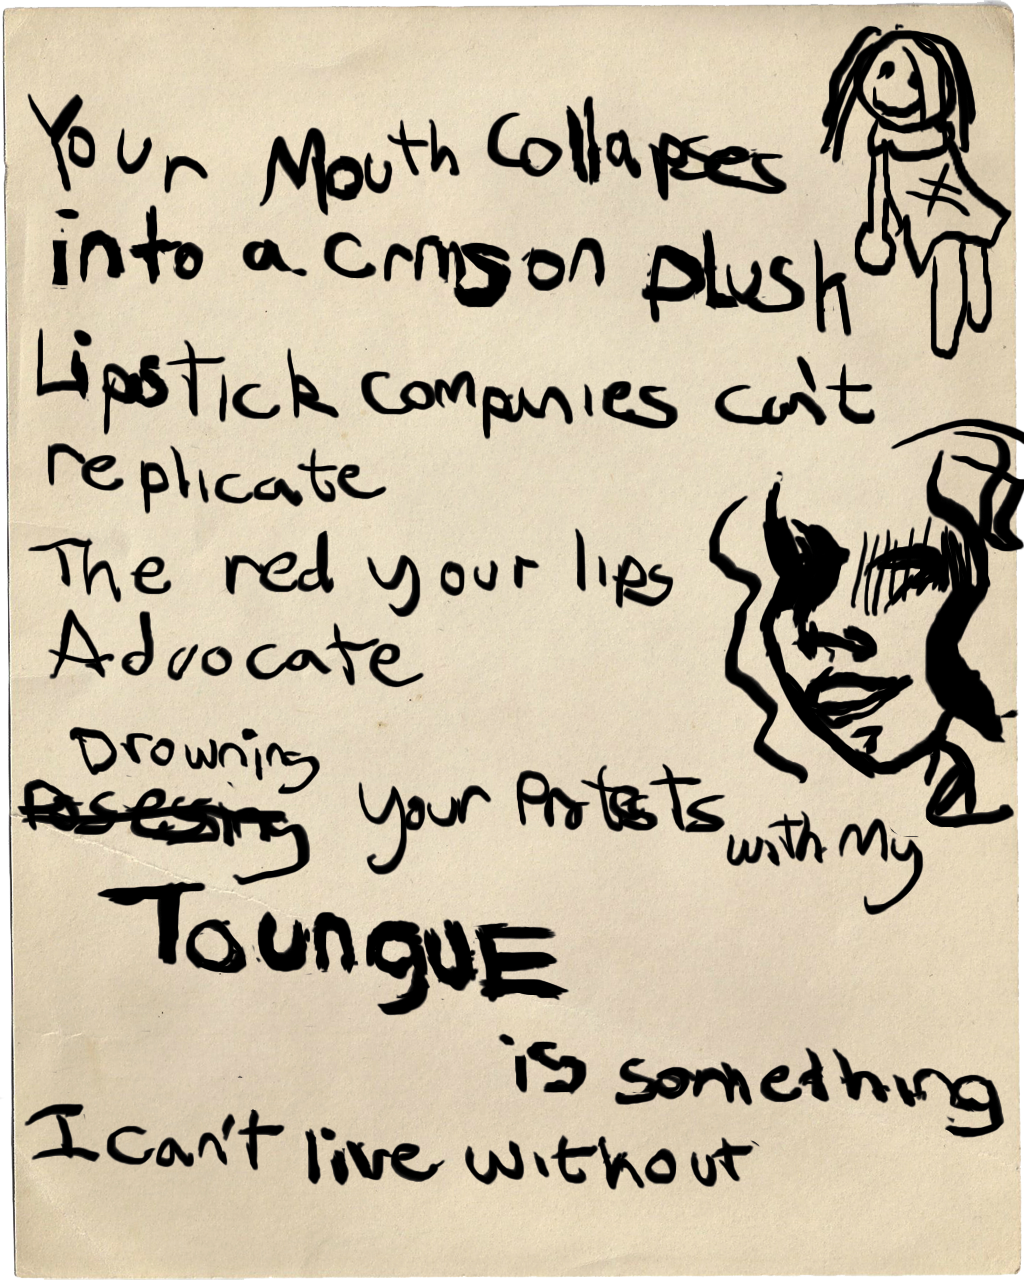 Your Mouth Collapses
into a crmson plush
Lipstick companies can't
replicate
The red your lips
Advocate
Drowning
Posessing your Protests with My
TounguE
is something
I can't live without